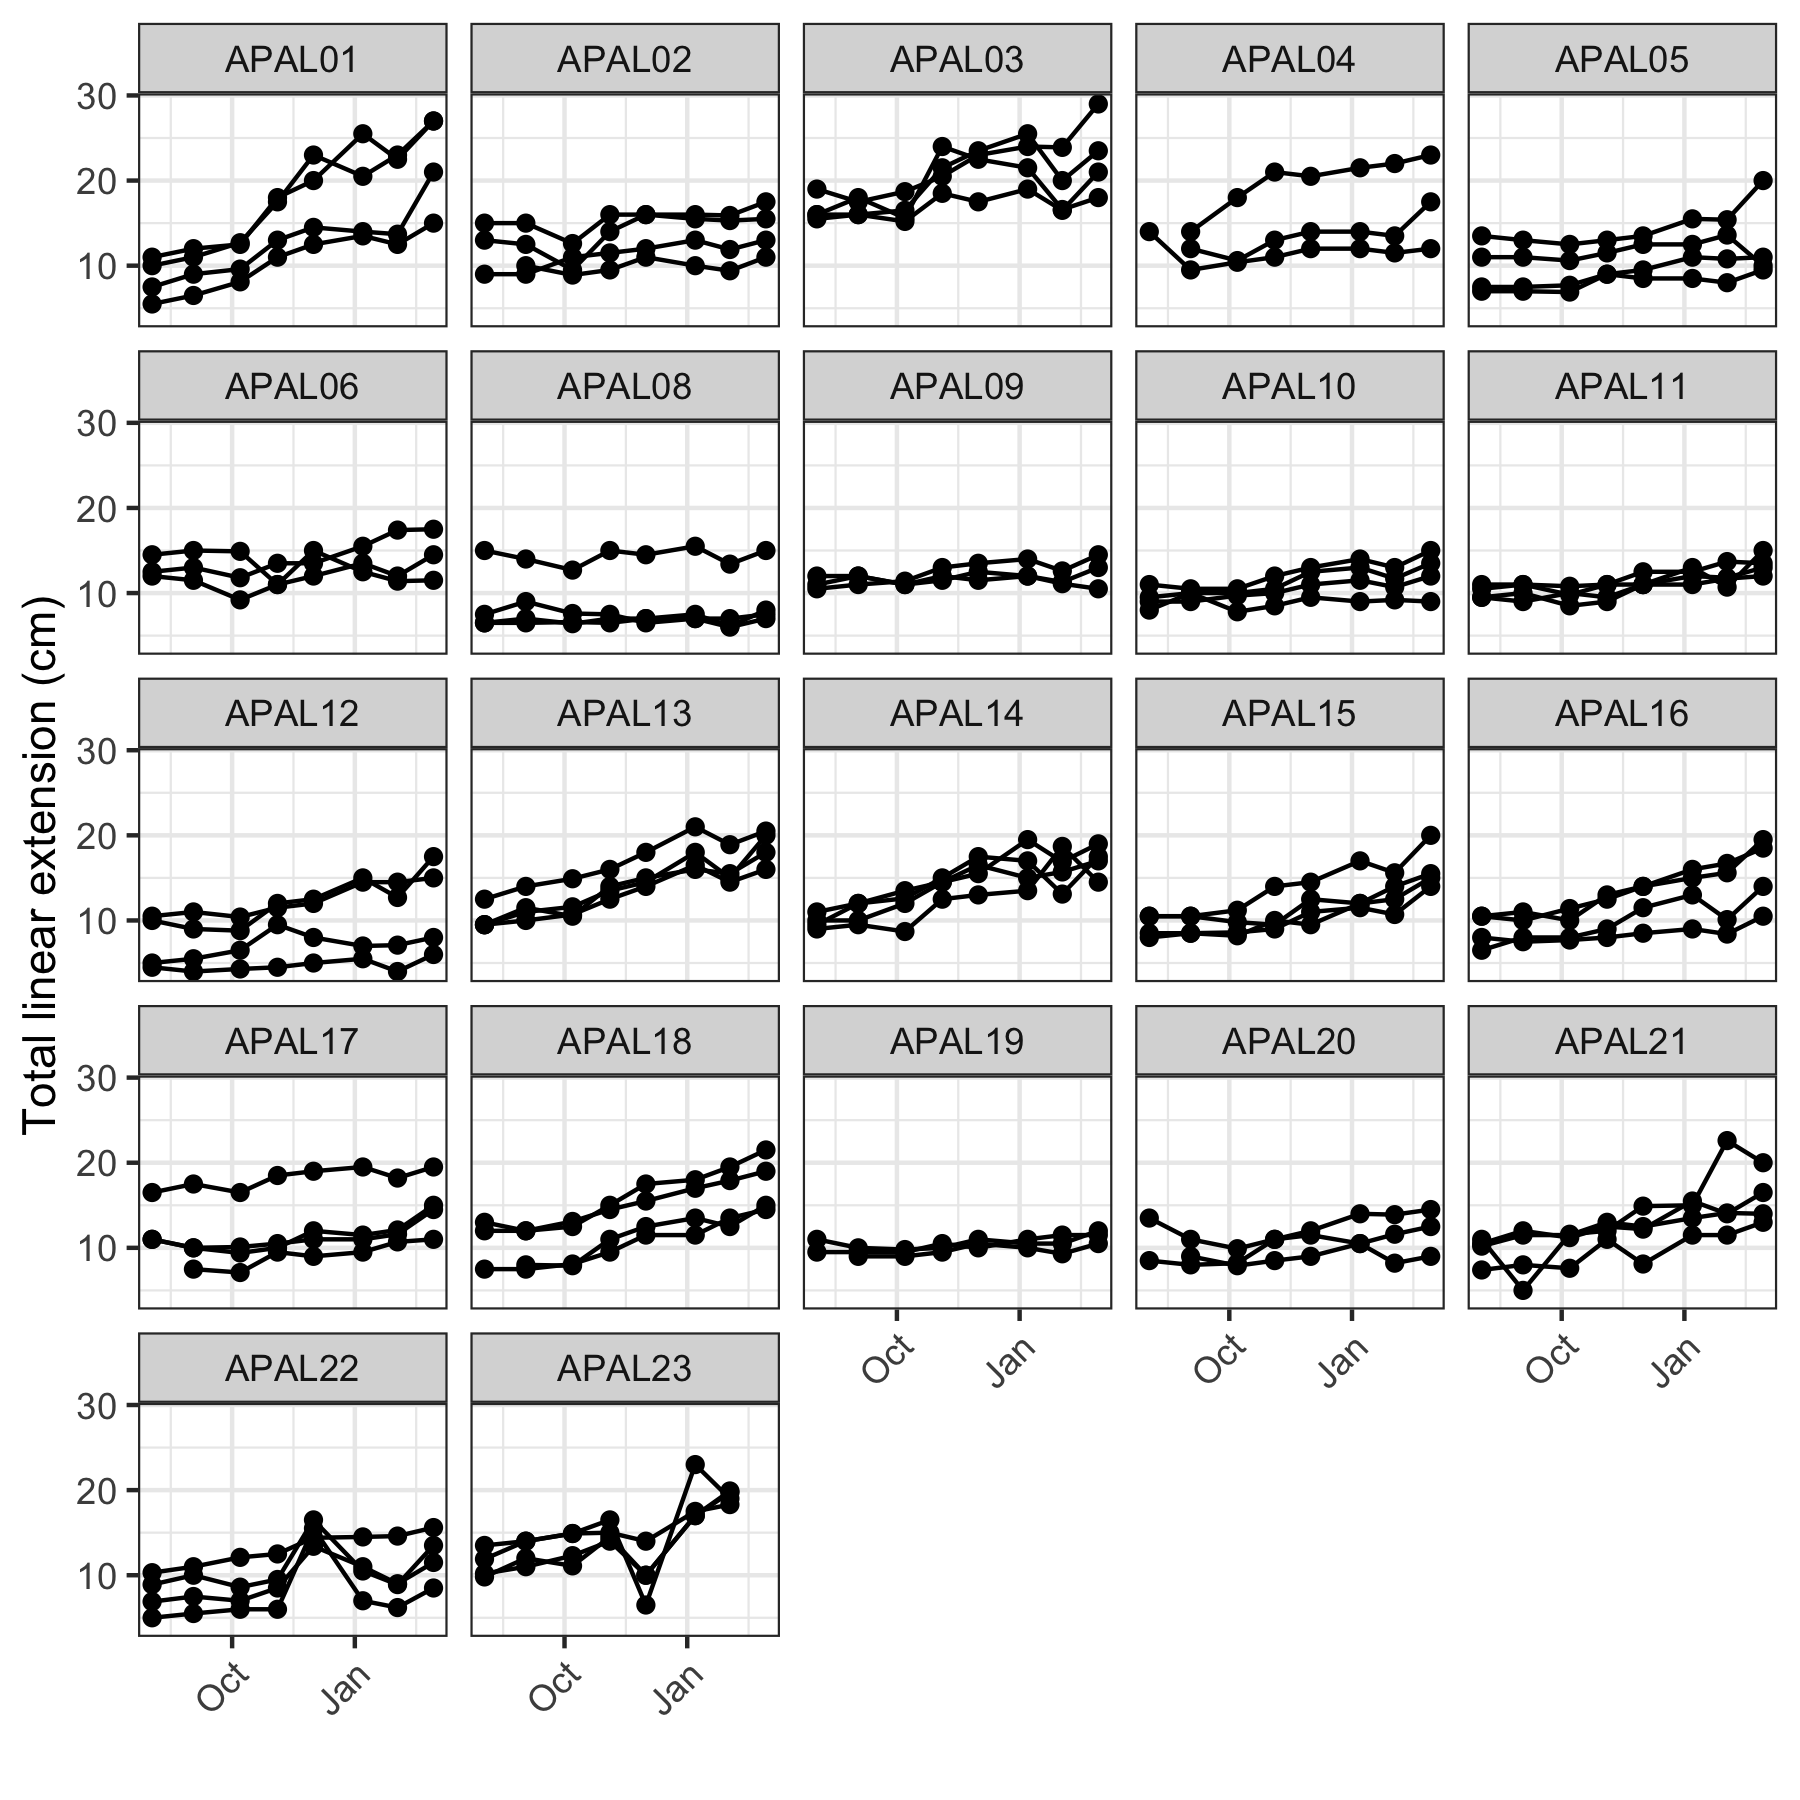 APAL01 APAL02 APAL03 APAL04 APAL05
30
20
10
APAL06 APAL08 APAL09 APAL10 APAL11
30
20
10
Total linear extension (cm)
APAL12 APAL13 APAL14 APAL15 APAL16
30
20
10
APAL17 APAL18 APAL19 APAL20 APAL21
30
20
10
Oct Jan Oct Jan Oct Jan
APAL22 APAL23
30
20
10
Oct Jan Oct Jan